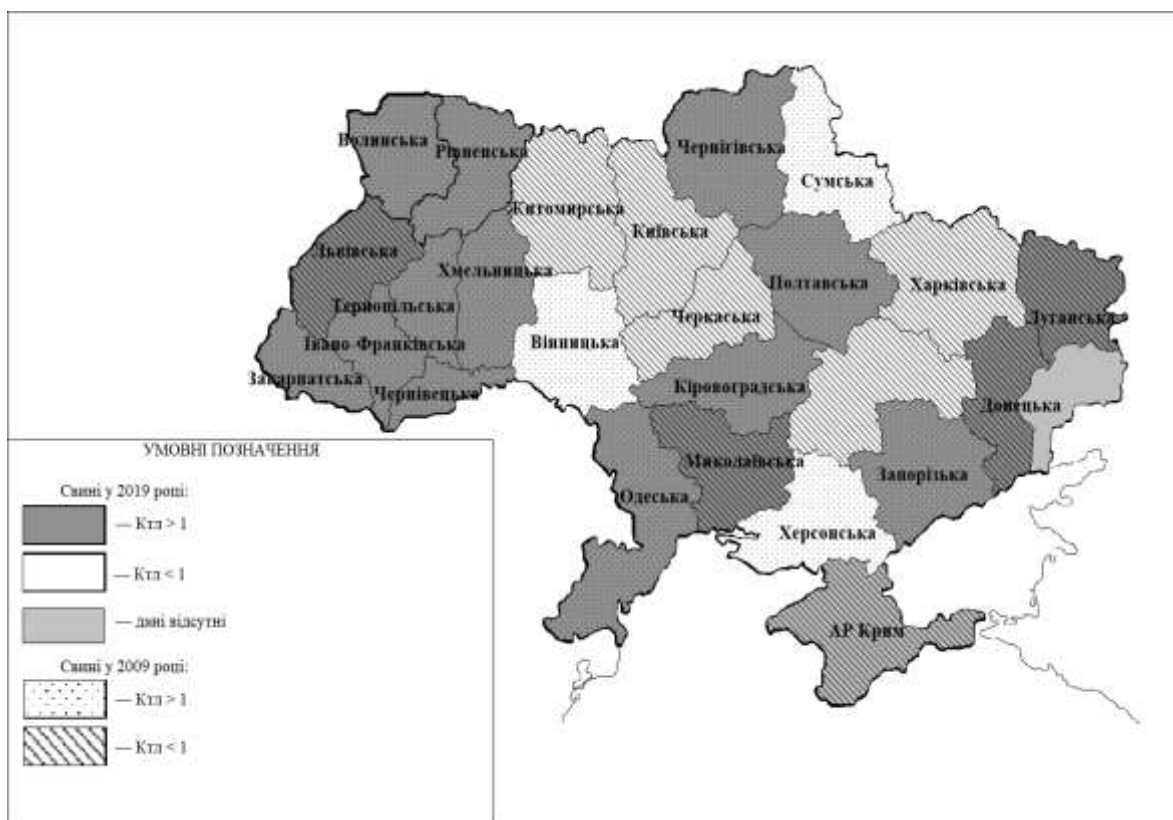 Волинська
Рівненська
Чернігівська
Сумська
Житомирська
Київська
Львівська
Хмельницька
Полтавська
Харківська
Тернопільська
Черкаська
Луганська
Івано-Франківська
Вінницька
Закарпатська
Чернівецька
Кіровоградська
Донецька
Миколаївська
Запорізька
Одеська
Херсонська
АР Крим
УМОВНІ ПОЗНАЧЕННЯ
Свині у 2019 році:
— Ктл > 1
— Ктл < 1
— дані відсутні
Свині у 2009 році:
— Ктл > 1
— Ктл < 1